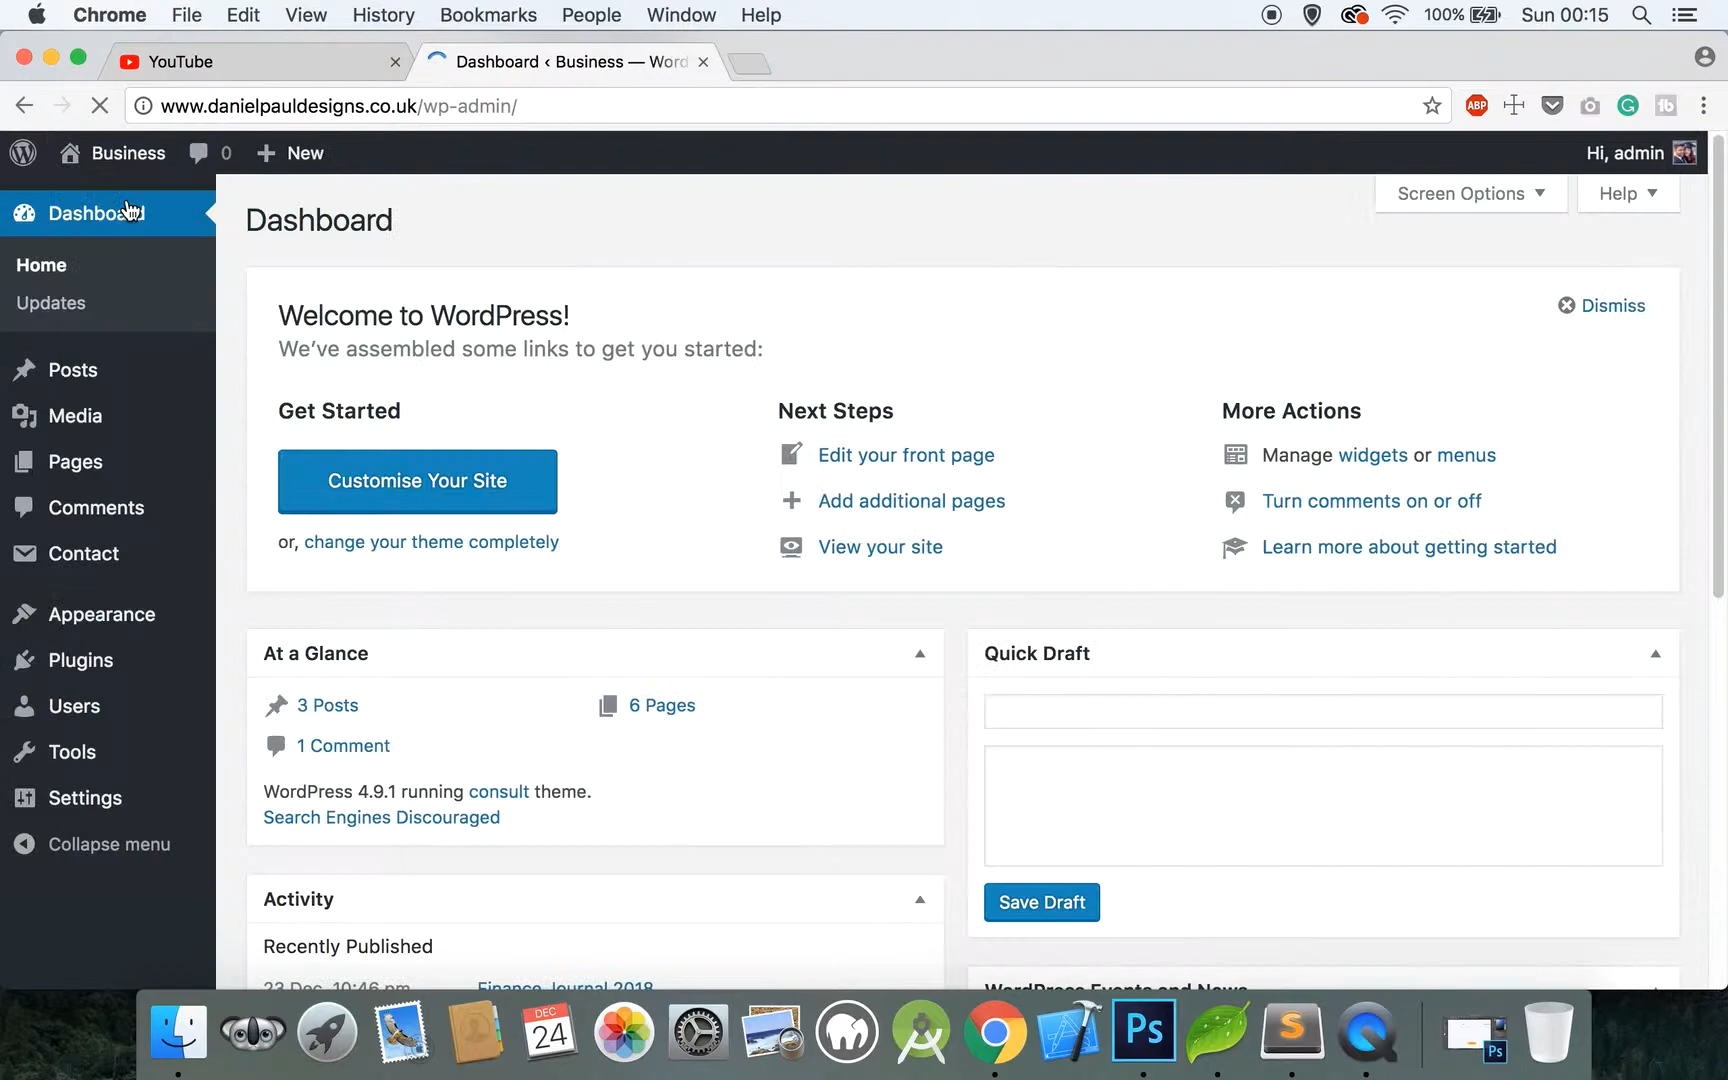 Chrome File Edit View History Bookmarks People Window Help 100% Sun 00:15
YouTube
Dashboard ‹ Business — Word
www.danielpauldesigns.co.uk/wp-admin/
ABP
Business 0 New Hi, admin
Dashboard
Home
Updates
Posts
Media
Pages
Comments
Contact
Appearance
Plugins
Users
Tools
Settings
Collapse menu
Screen Options Help
Dashboard
Welcome to WordPress!
Dismiss
We've assembled some links to get you started:
Get Started
Customise Your Site
or, change your theme completely
Next Steps
Edit your front page
Add additional pages
View your site
More Actions
Manage widgets or menus
Turn comments on or off
Learn more about getting started
At a Glance
3 Posts
6 Pages
1 Comment
WordPress 4.9.1 running consult theme.
Search Engines Discouraged
Activity
Recently Published
23 Dec, 10:46 pm Finance Journal 2018
Quick Draft
Save Draft
WordPress Events and News
DEC
24
Ps
S
Ps